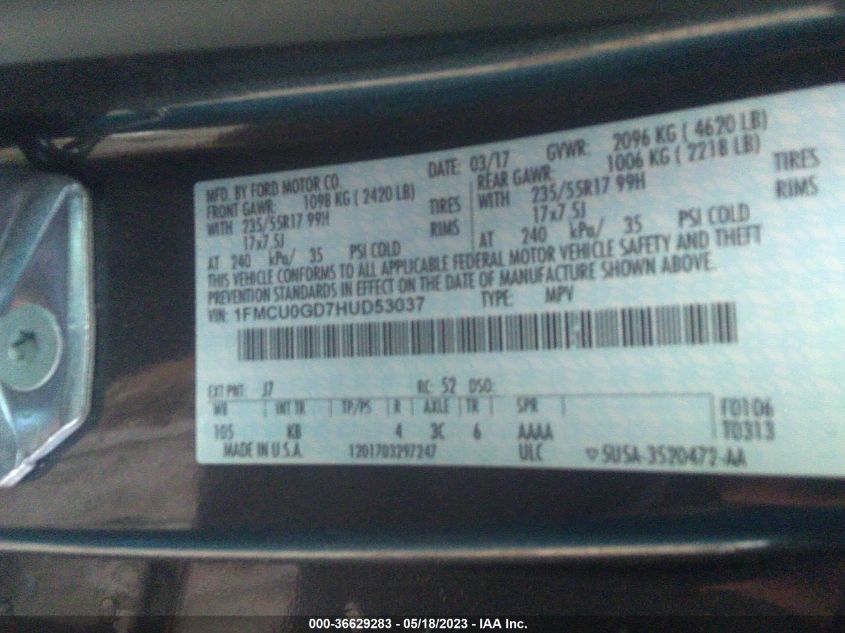 MFD. BY FORD MOTOR CO.
DATE: 03/17
GVWR: 2096 KG ( 4620 LB)
FRONT GAWR: 1098 KG ( 2420 LB)
REAR GAWR: 1006 KG ( 2218 LB)
WITH 235/55R17 99H TIRES
WITH 235/55R17 99H TIRES
17x7.5J RIMS
17x7.5J RIMS
AT 240 kPa/ 35 PSI COLD
AT 240 kPa/ 35 PSI COLD
THIS VEHICLE CONFORMS TO ALL APPLICABLE FEDERAL MOTOR VEHICLE SAFETY AND THEFT
PREVENTION STANDARDS IN EFFECT ON THE DATE OF MANUFACTURE SHOWN ABOVE.
VIN: 1FMCU0GD7HUD53037 TYPE: MPV
EXT PNT: J7 RC: 52 DSO:
WB INT TR TP/PS R AXLE TR SPR
F0106
105 KB 4 3C 6 AAAA
T0313
MADE IN U.S.A. 1201703297247 ULC 5U5A-3520472-AA
000-36629283 - 05/18/2023 - IAA Inc.